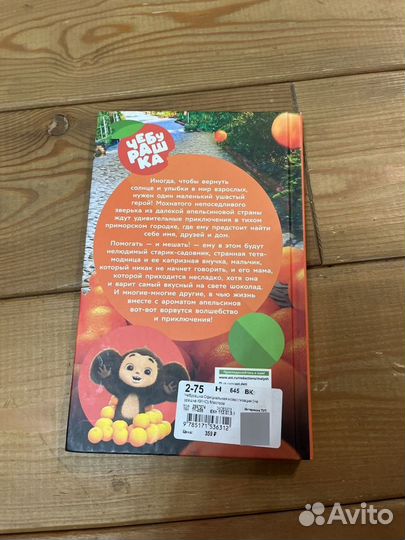 ЧЕБУ
РАШ
КА
Иногда, чтобы вернуть
солнце и улыбки в мир взрослых,
нужен один маленький ушастый
герой! Мохнатого непоседливого
зверька из далекой апельсиновой страны
ждут удивительные приключения в тихом
приморском городке, где ему предстоит найти
себе имя, друзей и дом.
Помогать — и мешать! — ему в этом будут
нелюдимый старик-садовник, странная тетя-
модница и ее капризная внучка, мальчик,
который никак не начнет говорить, и его мама,
которой приходится несладко, хотя она
и варит самый вкусный на свете шоколад.
И многие-многие другие, в чью жизнь
вместе с ароматом апельсинов
вот-вот ворвутся волшебство
и приключения!
2-75 Н 645 ВК:
9 785171 536312
Цена: 359 ₽
Avito